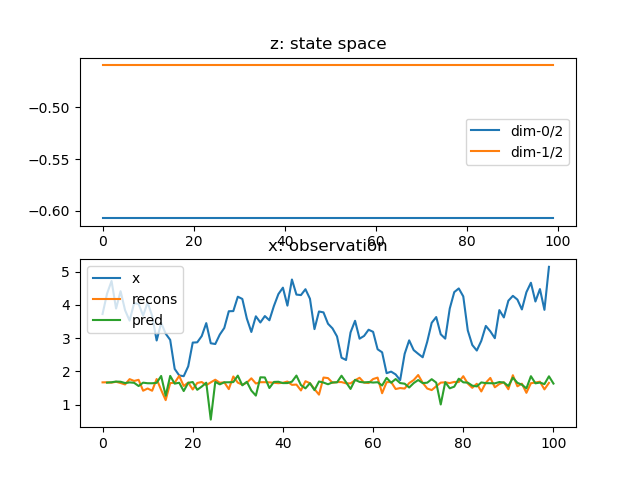 z: state space
−0.50
−0.55
−0.60
dim-0/2
dim-1/2
0 20 40 60 80 100
x: observation
5
4
3
2
1
x
recons
pred
0 20 40 60 80 100